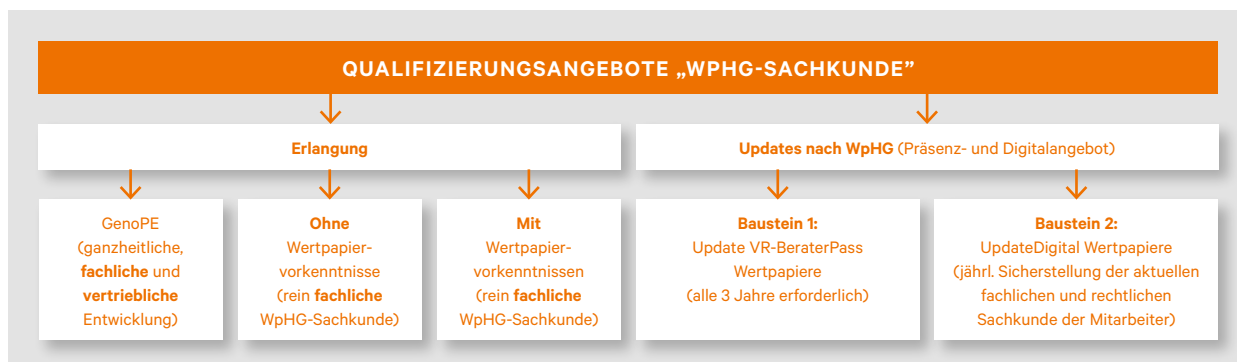 QUALIFIZIERUNGSANGEBOTE „WPHG-SACHKUNDE”
Erlangung
Updates nach WpHG (Präsenz- und Digitalangebot)
GenoPE
(ganzheitliche,
fachliche und
vertriebliche
Entwicklung)
Ohne
Wertpapier-
vorkenntnisse
(rein fachliche
WpHG-Sachkunde)
Mit
Wertpapier-
vorkenntnissen
(rein fachliche
WpHG-Sachkunde)
Baustein 1:
Update VR-BeraterPass
Wertpapiere
(alle 3 Jahre erforderlich)
Baustein 2:
UpdateDigital Wertpapiere
(jährl. Sicherstellung der aktuellen
fachlichen und rechtlichen
Sachkunde der Mitarbeiter)